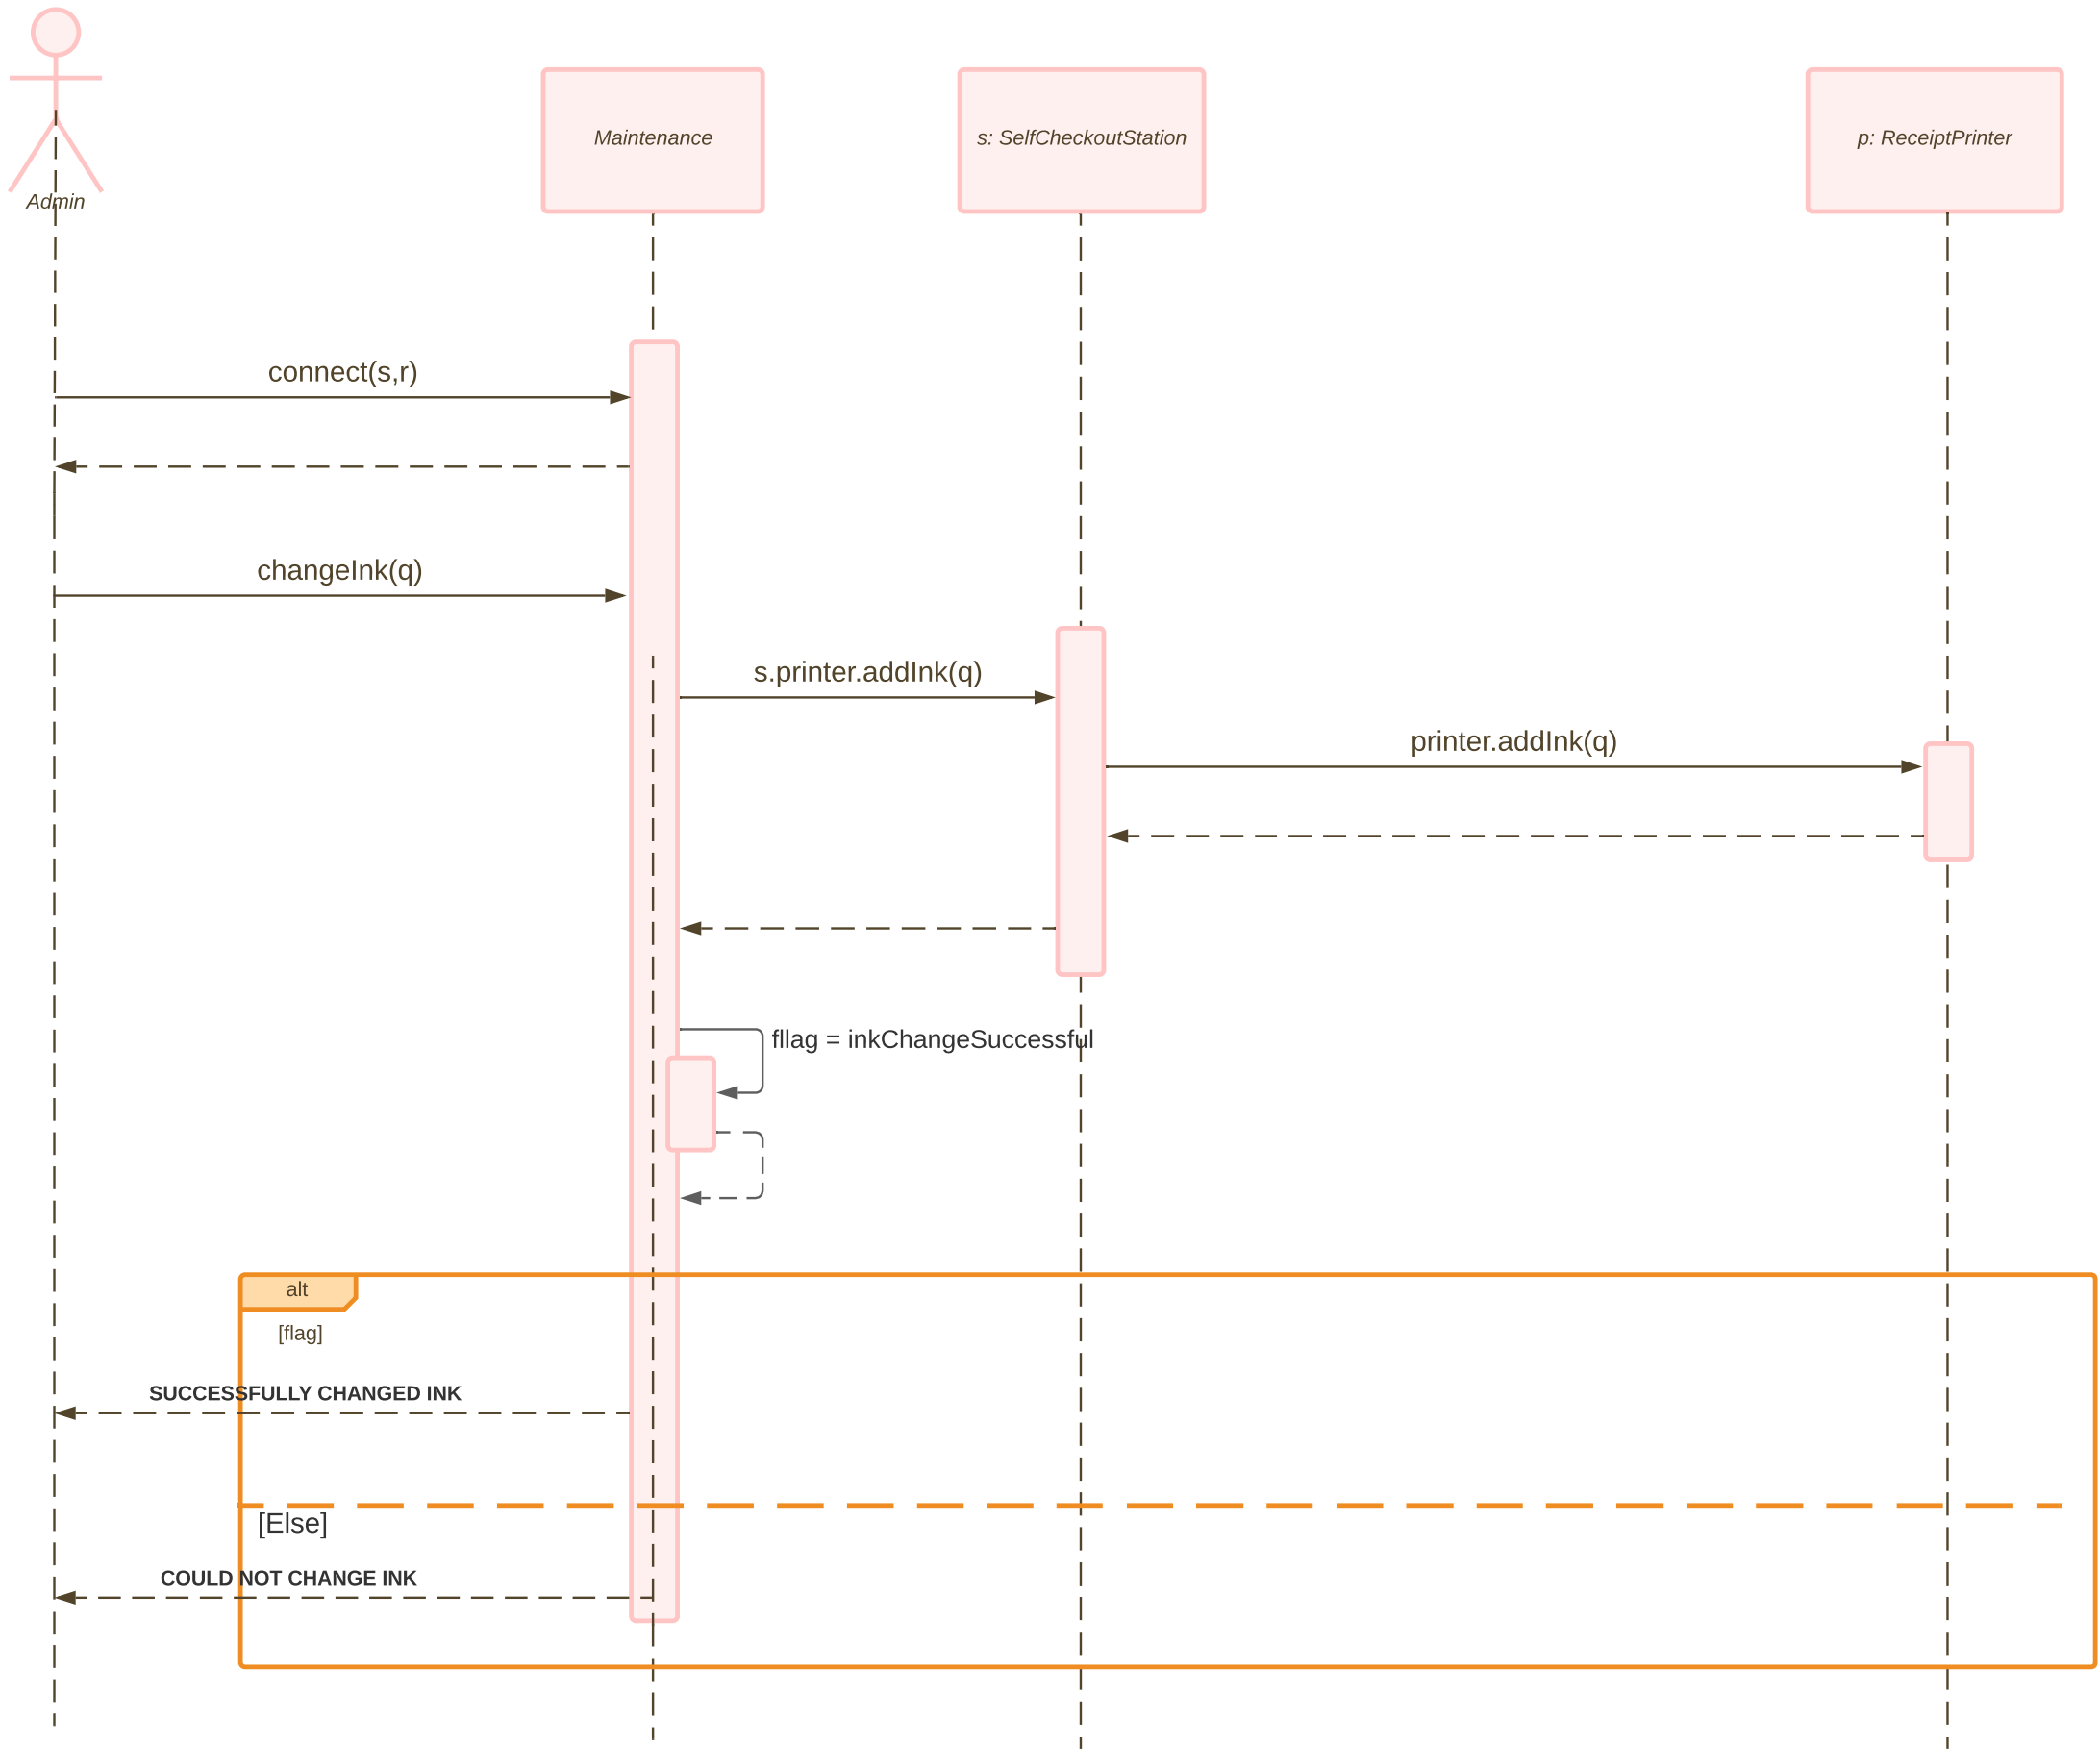 Admin
Maintenance
s: SelfCheckoutStation
p: ReceiptPrinter
connect(s,r)
changeInk(q)
s.printer.addInk(q)
printer.addInk(q)
fllag = inkChangeSuccessful
alt
[flag]
SUCCESSFULLY CHANGED INK
[Else]
COULD NOT CHANGE INK